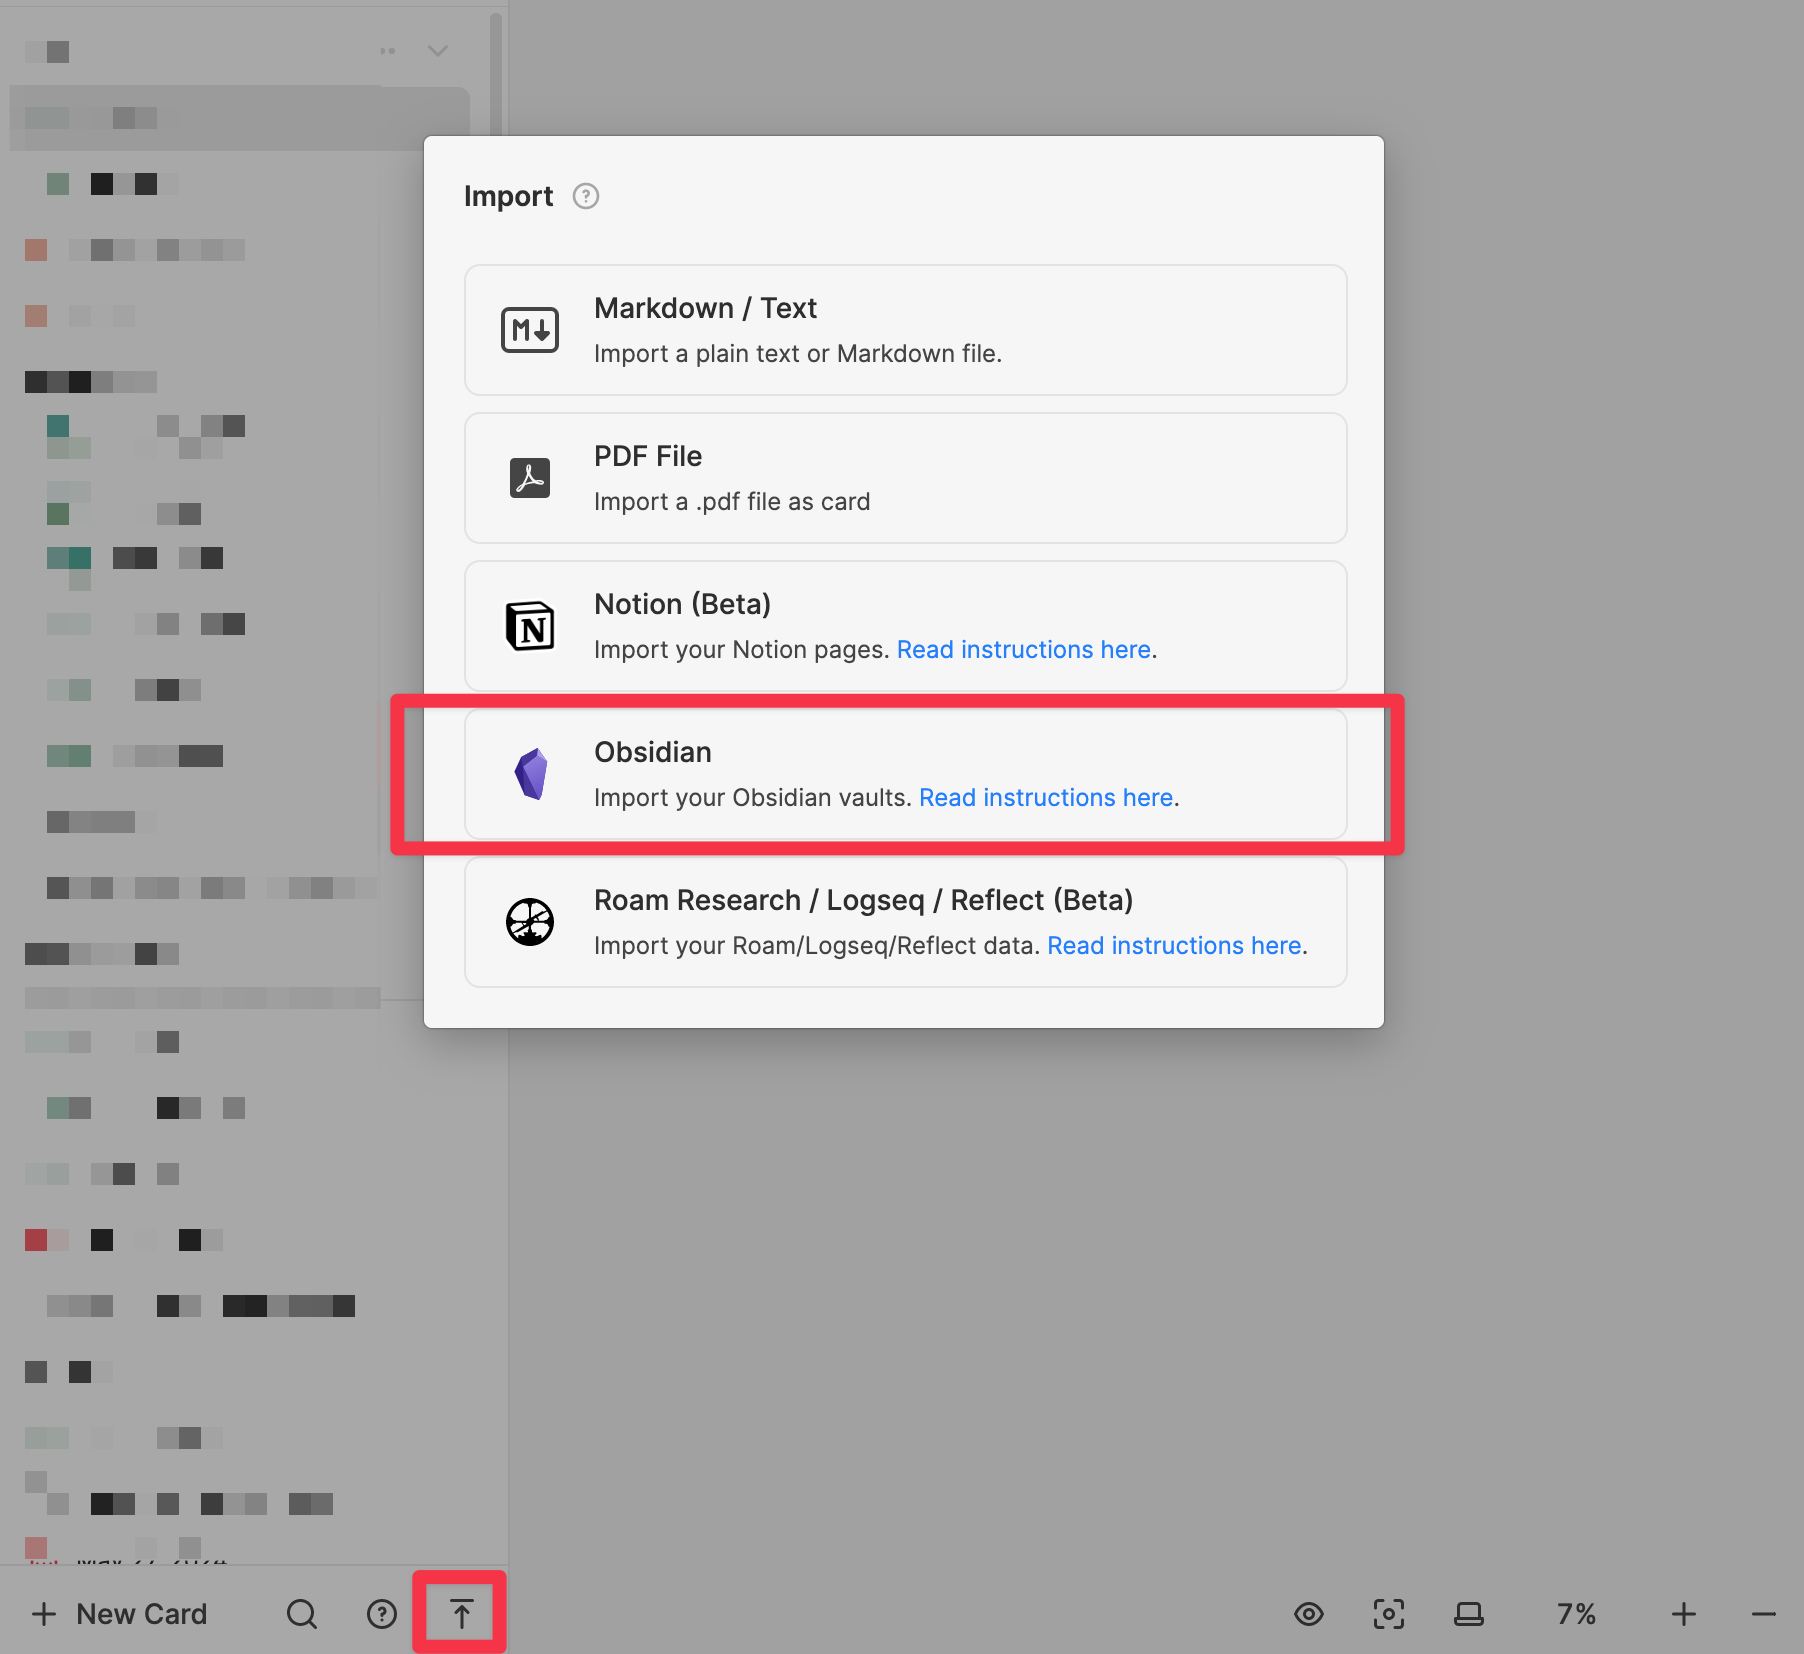 Import
Markdown / Text
Import a plain text or Markdown file.
PDF File
Import a .pdf file as card
Notion (Beta)
Import your Notion pages. Read instructions here.
Obsidian
Import your Obsidian vaults. Read instructions here.
Roam Research / Logseq / Reflect (Beta)
Import your Roam/Logseq/Reflect data. Read instructions here.
New Card
7%